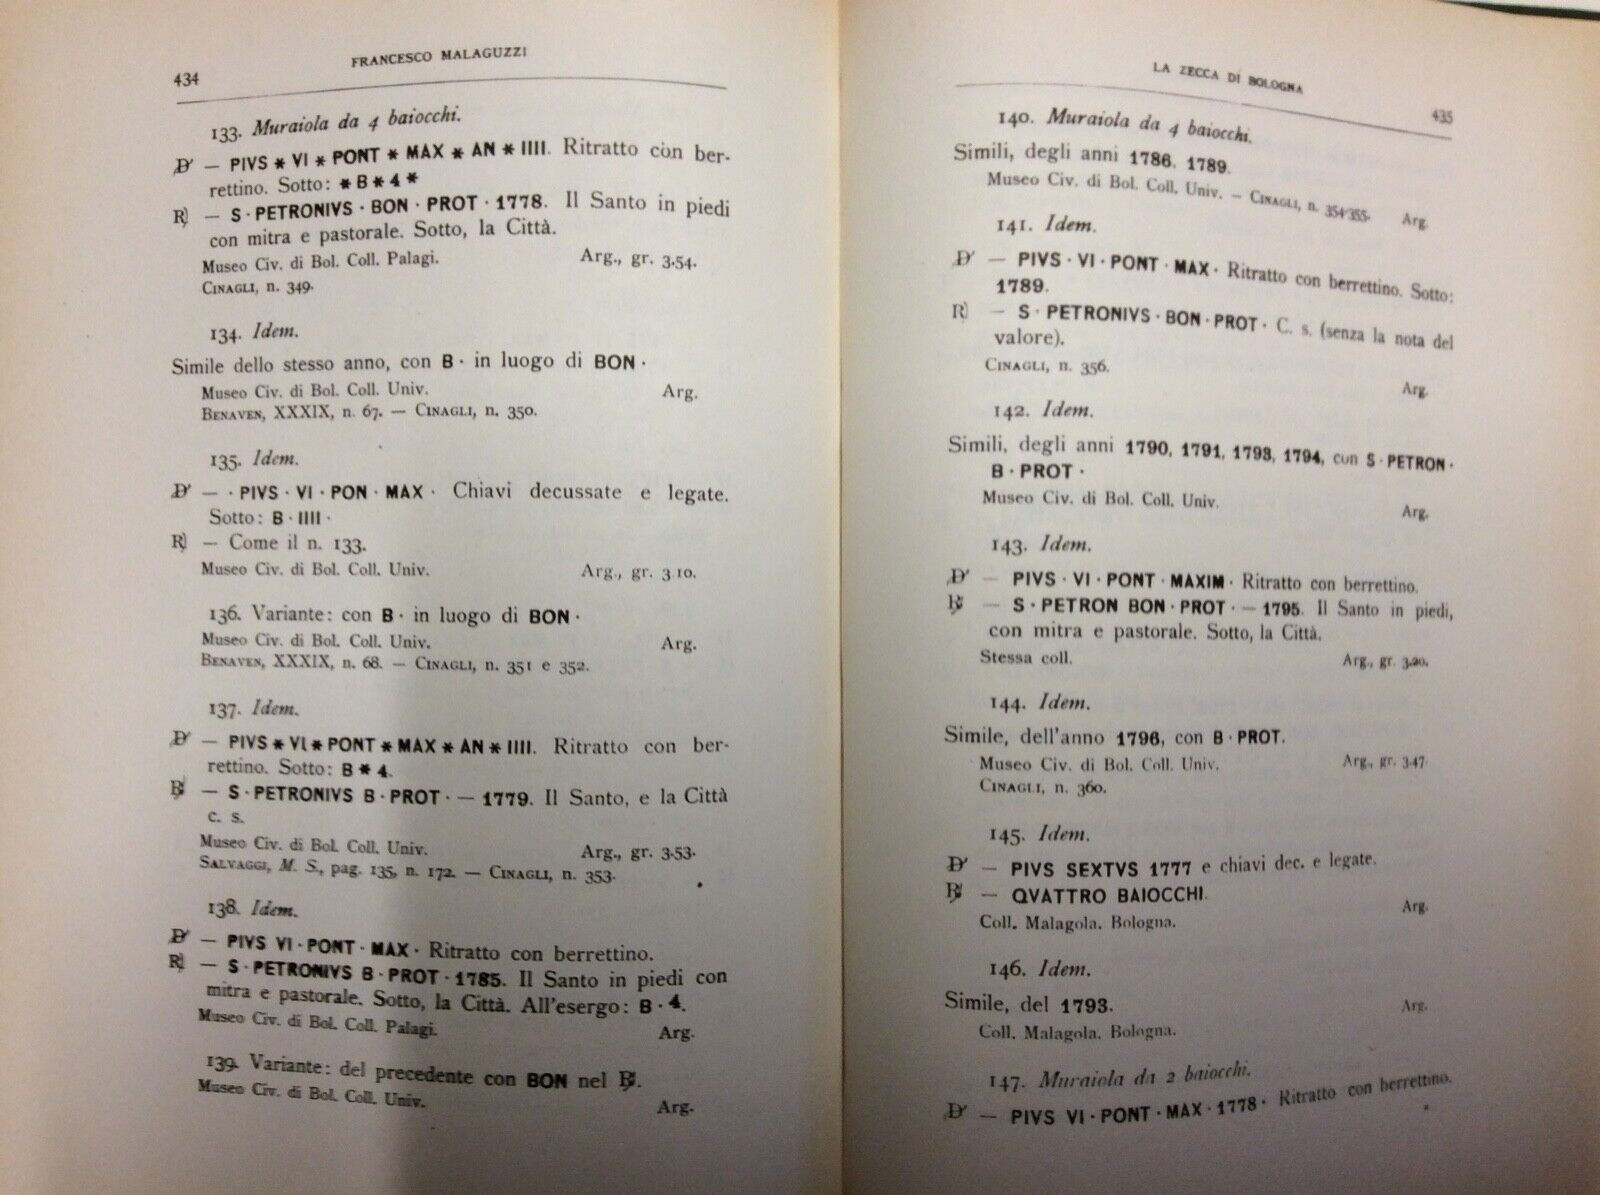 434
FRANCESCO MALAGUZZI
133. Muraiola da 4 baiocchi.
D' — PIVS * VI * PONT * MAX * AN * IIII. Ritratto còn ber-
rettino. Sotto: * B * 4 *
R) — S · PETRONIVS · BON · PROT · 1778. Il Santo in piedi
con mitra e pastorale. Sotto, la Città.
Museo Civ. di Bol. Coll. Palagi. Arg., gr. 3.54.
CINAGLI, n. 349.
134. Idem.
Simile dello stesso anno, con B · in luogo di BON ·
Museo Civ. di Bol. Coll. Univ. Arg.
BENAVEN, XXXIX, n. 67. — CINAGLI, n. 350.
135. Idem.
D' — · PIVS · VI · PON · MAX · Chiavi decussate e legate.
Sotto: B · IIII ·
R) — Come il n. 133.
Museo Civ. di Bol. Coll. Univ. Arg., gr. 3.10.
136. Variante: con B · in luogo di BON ·
Museo Civ. di Bol. Coll. Univ. Arg.
BENAVEN, XXXIX, n. 68. — CINAGLI, n. 351 e 352.
137. Idem.
D' — PIVS * VI * PONT * MAX * AN * IIII. Ritratto con ber-
rettino. Sotto: B * 4.
R) — S · PETRONIVS B · PROT · — 1779. Il Santo, e la Città
c. s.
Museo Civ. di Bol. Coll. Univ. Arg., gr. 3.53.
SALVAGGI, M. S., pag. 135, n. 172. — CINAGLI, n. 353.
138. Idem.
D' — PIVS VI · PONT · MAX · Ritratto con berrettino.
R) — S · PETRONIVS B · PROT · 1785. Il Santo in piedi con
mitra e pastorale. Sotto, la Città. All'esergo: B · 4.
Museo Civ. di Bol. Coll. Palagi. Arg.
139. Variante: del precedente con BON nel R).
Museo Civ. di Bol. Coll. Univ. Arg.
LA ZECCA DI BOLOGNA
435
140. Muraiola da 4 baiocchi.
Simili, degli anni 1786, 1789.
Museo Civ. di Bol. Coll. Univ. — CINAGLI, n. 354-355. Arg.
141. Idem.
D' — PIVS · VI · PONT · MAX · Ritratto con berrettino. Sotto:
1789.
R) — S · PETRONIVS · BON · PROT · C. s. (senza la nota del
valore).
CINAGLI, n. 356.
Arg.
142. Idem.
Simili, degli anni 1790, 1791, 1793, 1794, con S · PETRON ·
B · PROT ·
Museo Civ. di Bol. Coll. Univ. Arg.
143. Idem.
D' — PIVS · VI · PONT · MAXIM · Ritratto con berrettino.
R) — S · PETRON BON · PROT · — 1795. Il Santo in piedi,
con mitra e pastorale. Sotto, la Città.
Stessa coll. Arg., gr. 3.20.
144. Idem.
Simile, dell'anno 1796, con B · PROT.
Museo Civ. di Bol. Coll. Univ. Arg., gr. 3.47.
CINAGLI, n. 360.
145. Idem.
D' — PIVS SEXTVS 1777 e chiavi dec. e legate.
R) — QVATTRO BAIOCCHI.
Coll. Malagola. Bologna. Arg.
146. Idem.
Simile, del 1793. Arg.
Coll. Malagola. Bologna.
147. Muraiola da 2 baiocchi.
D' — PIVS VI · PONT · MAX · 1778 · Ritratto con berrettino.